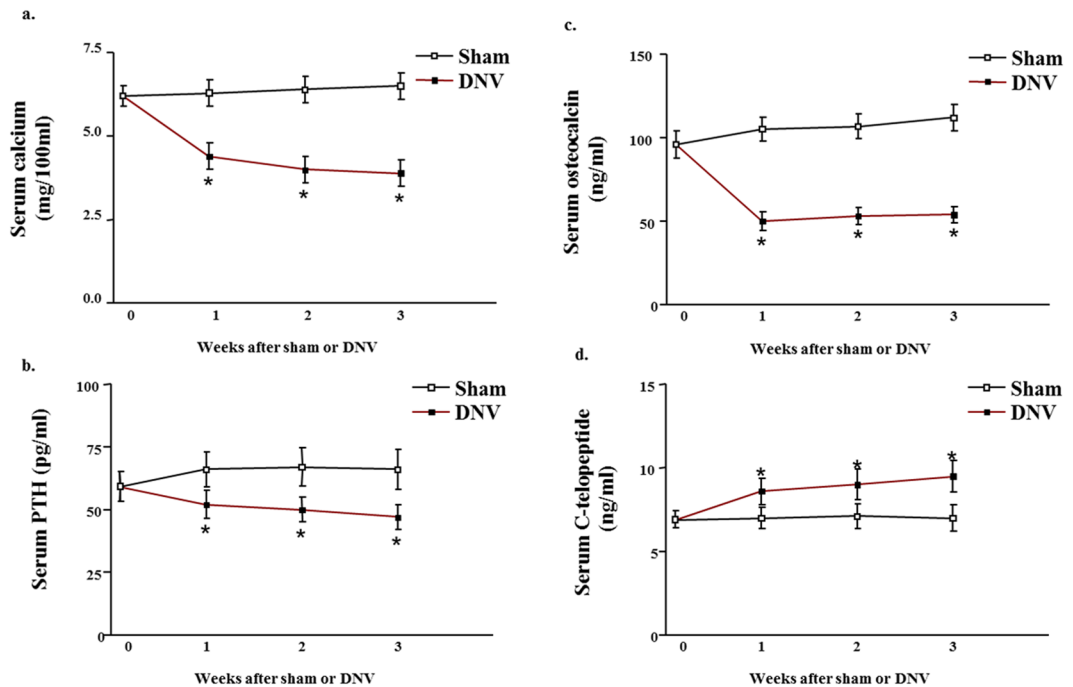 a.
Serum calcium
(mg/100ml)
7.5
5.0
2.5
0.0
0 1 2 3
Weeks after sham or DNV
Sham
DNV
*
*
*
b.
Serum PTH (pg/ml)
100
75
50
25
0
0 1 2 3
Weeks after sham or DNV
Sham
DNV
*
*
*
c.
Serum osteocalcin
(ng/ml)
150
100
50
0
0 1 2 3
Weeks after sham or DNV
Sham
DNV
*
*
*
d.
Serum C-telopeptide
(ng/ml)
15
10
5
0
0 1 2 3
Weeks after sham or DNV
Sham
DNV
*
*
*